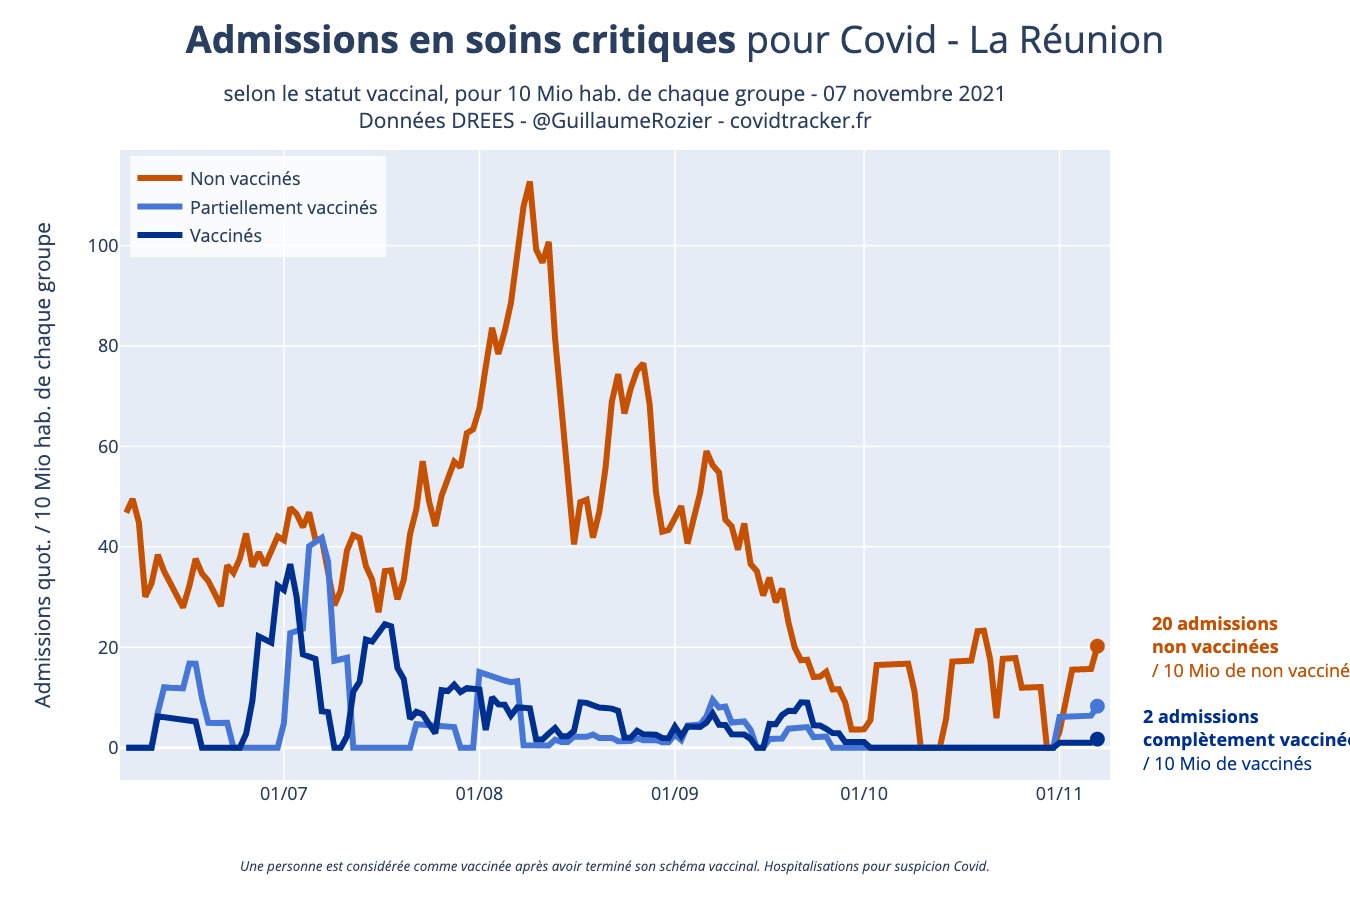 Admissions en soins critiques pour Covid - La Réunion
selon le statut vaccinal, pour 10 Mio hab. de chaque groupe - 07 novembre 2021
Données DREES - @GuillaumeRozier - covidtracker.fr
Non vaccinés
Partiellement vaccinés
Vaccinés
Admissions quot. / 10 Mio hab. de chaque groupe
100
80
60
40
20
0
01/07
01/08
01/09
01/10
01/11
20 admissions
non vaccinées
/ 10 Mio de non vacciné
2 admissions
complètement vacciné
/ 10 Mio de vaccinés
Une personne est considérée comme vaccinée après avoir terminé son schéma vaccinal. Hospitalisations pour suspicion Covid.